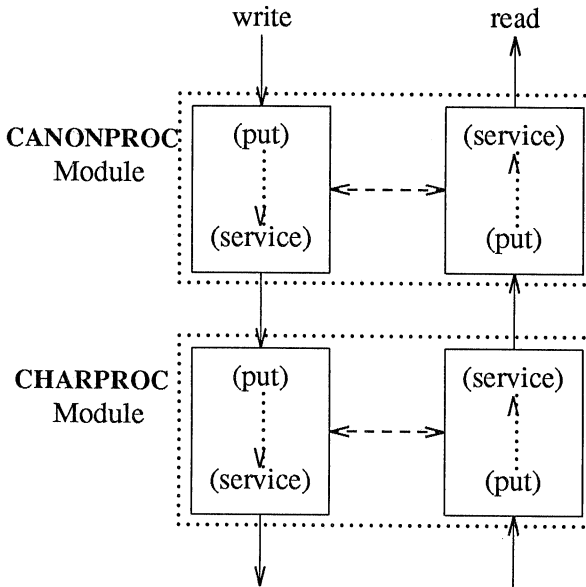 write read
CANONPROC
Module
(put) (service)
(service) (put)
CHARPROC
Module
(put) (service)
(service) (put)